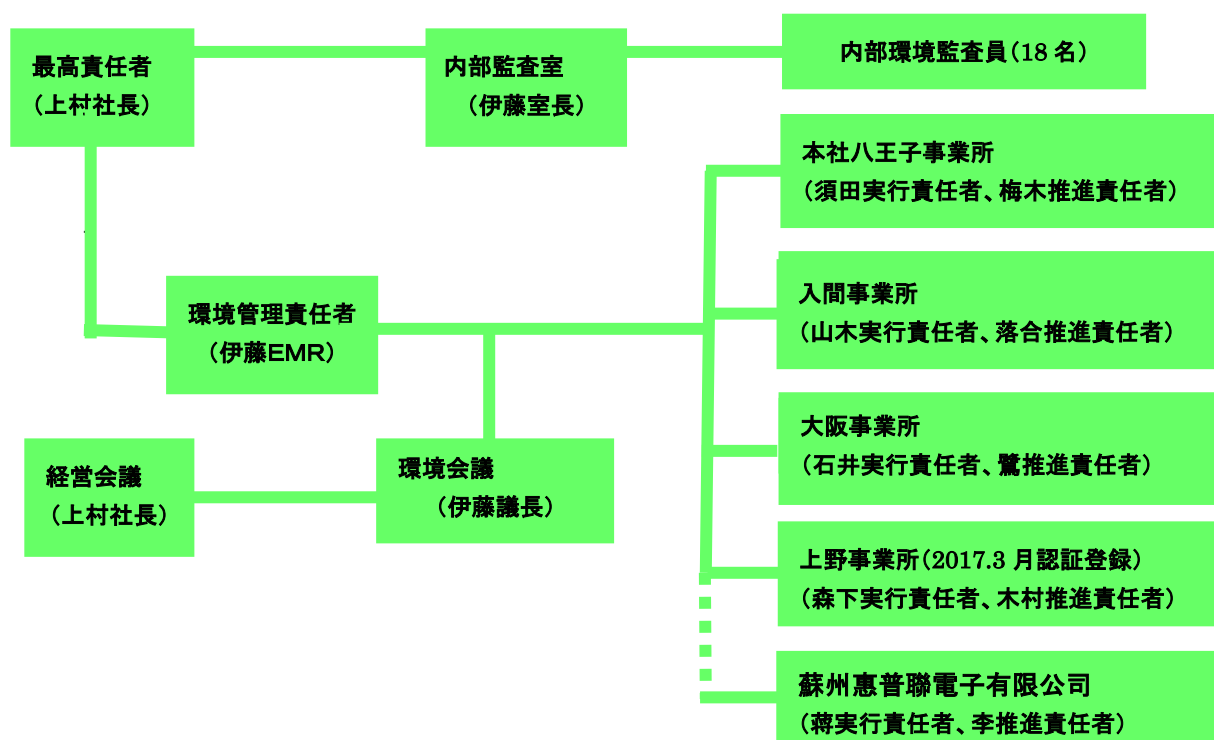 最高責任者
（上村社長）
内部監査室
（伊藤室長）
内部環境監査員（18 名）
本社八王子事業所
（須田実行責任者、梅木推進責任者）
入間事業所
（山木実行責任者、落合推進責任者）
環境管理責任者
（伊藤EMR）
大阪事業所
（石井実行責任者、鷺推進責任者）
経営会議
（上村社長）
環境会議
（伊藤議長）
上野事業所（2017.3 月認証登録）
（森下実行責任者、木村推進責任者）
蘇州惠普聯電子有限公司
（蒋実行責任者、李推進責任者）